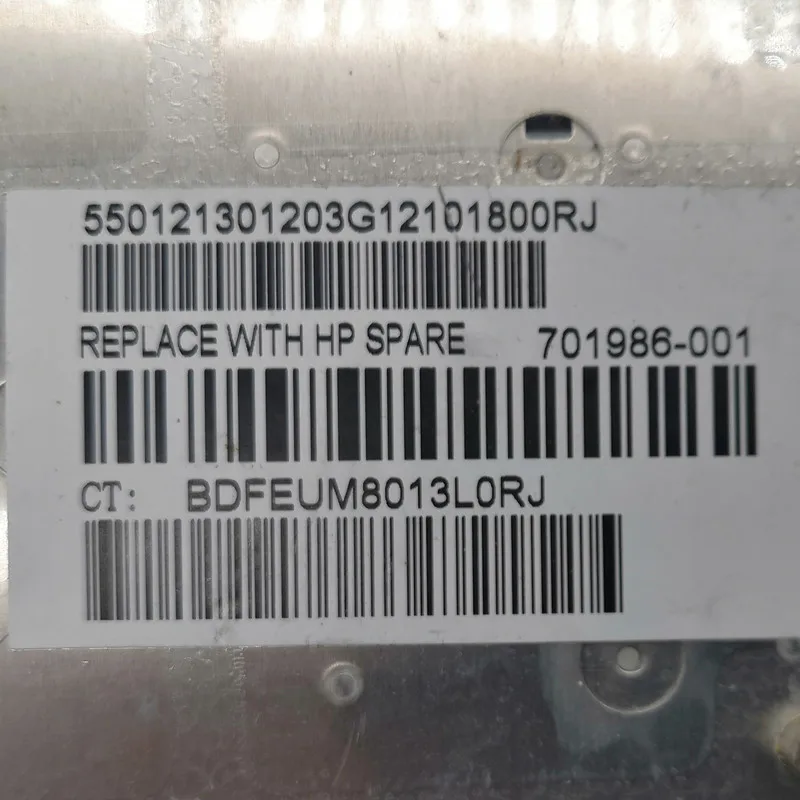 550121301203G12101800RJ
REPLACE WITH HP SPARE 701986-001
CT: BDFEUM8013L0RJ